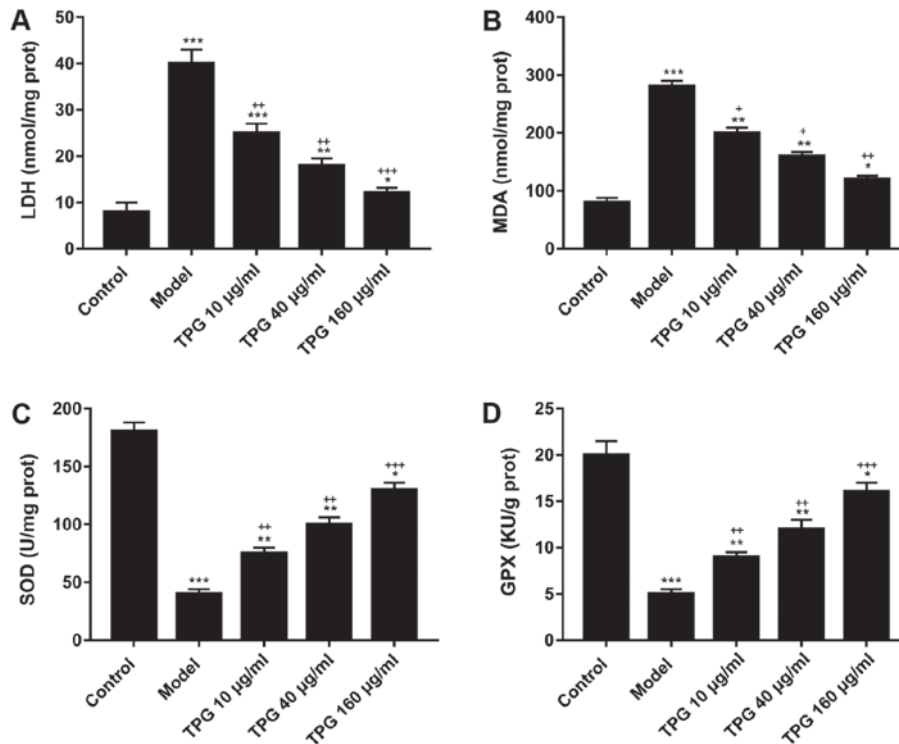 A
LDH (nmol/mg prot)
50
40
30
20
10
0
***
++
***
++
**
+++
*
Control
Model
TPG 10 µg/ml
TPG 40 µg/ml
TPG 160 µg/ml
B
MDA (nmol/mg prot)
400
300
200
100
0
***
+
**
+
**
++
*
Control
Model
TPG 10 µg/ml
TPG 40 µg/ml
TPG 160 µg/ml
C
SOD (U/mg prot)
200
150
100
50
0
***
++
**
++
**
+++
*
Control
Model
TPG 10 µg/ml
TPG 40 µg/ml
TPG 160 µg/ml
D
GPX (KU/g prot)
25
20
15
10
5
0
***
++
**
++
**
+++
*
Control
Model
TPG 10 µg/ml
TPG 40 µg/ml
TPG 160 µg/ml